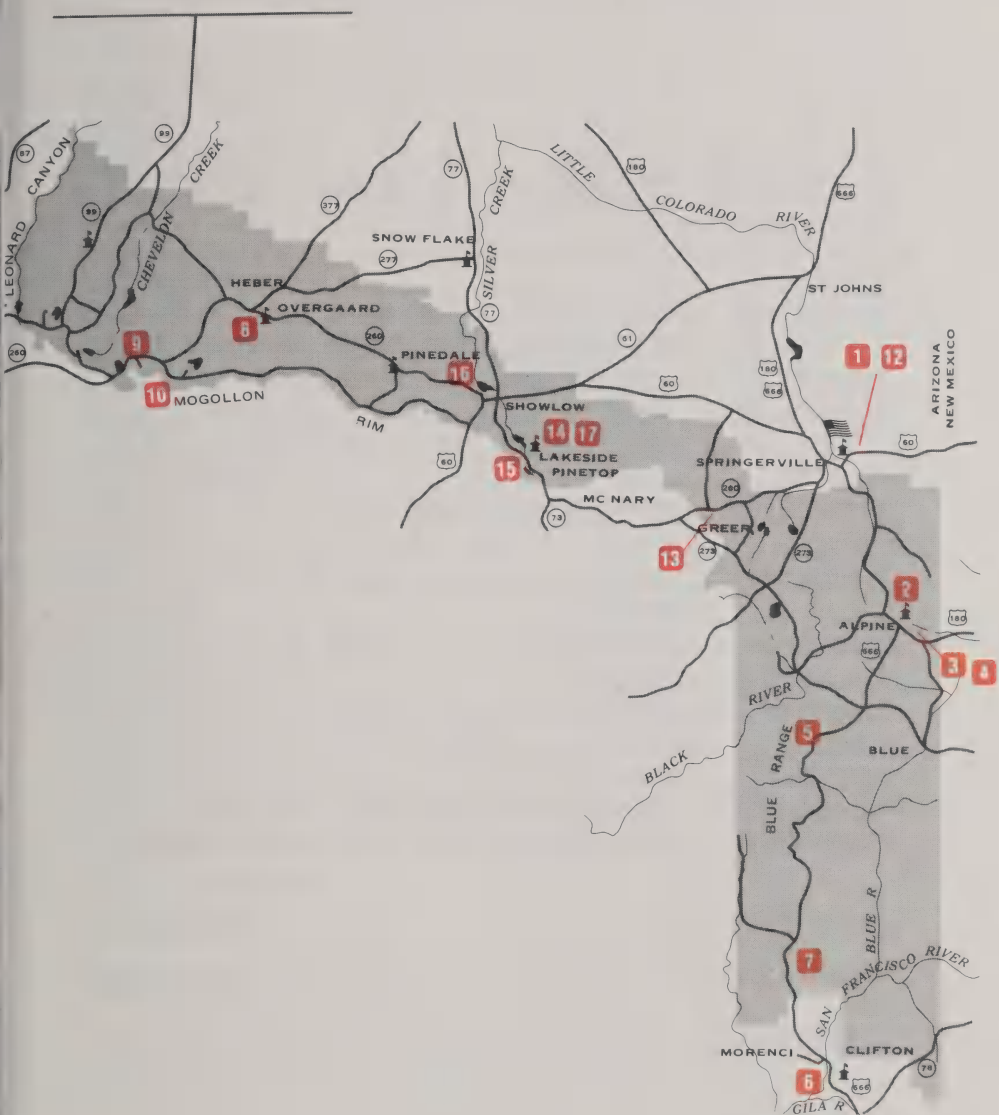 87
LEONARD CANYON
99
99
CREEK
CHEVELON
377
77
SILVER CREEK
LITTLE COLORADO RIVER
180
666
SNOW FLAKE
277
HEBER
OVERGAARD
77
ST JOHNS
8
260
61
180
666
260
9
PINEDALE
16
60
1 12
ARIZONA
NEW MEXICO
10
MOGOLLON RIM
SHOWLOW
14 17
LAKESIDE
PINETOP
15
60
SPRINGERVILLE
60
MC NARY
260
73
GREER
13
273
273
2
ALPINE
180
666
3 4
RIVER
BLACK
5
BLUE RANGE
BLUE
BLUE R
7
SAN FRANCISCO RIVER
MORENCI
CLIFTON
78
6
666
GILA R